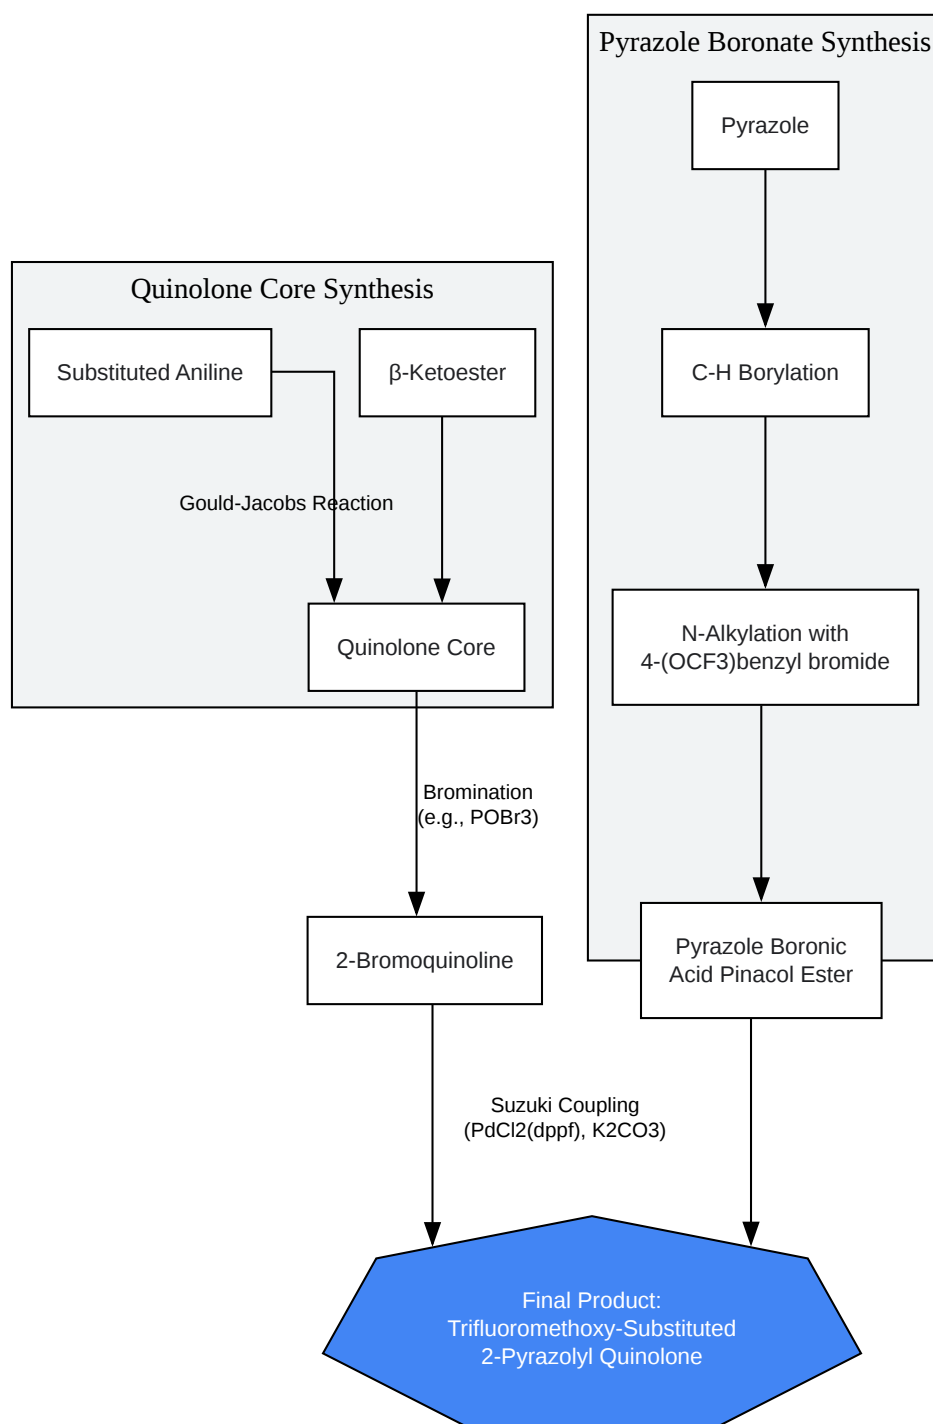 Pyrazole Boronate Synthesis
Pyrazole
Quinolone Core Synthesis
Substituted Aniline
β-Ketoester
C-H Borylation
Gould-Jacobs Reaction
Quinolone Core
N-Alkylation with
4-(OCF3)benzyl bromide
Bromination
(e.g., POBr3)
2-Bromoquinoline
Pyrazole Boronic
Acid Pinacol Ester
Suzuki Coupling
(PdCl2(dppf), K2CO3)
Final Product:
Trifluoromethoxy-Substituted
2-Pyrazolyl Quinolone